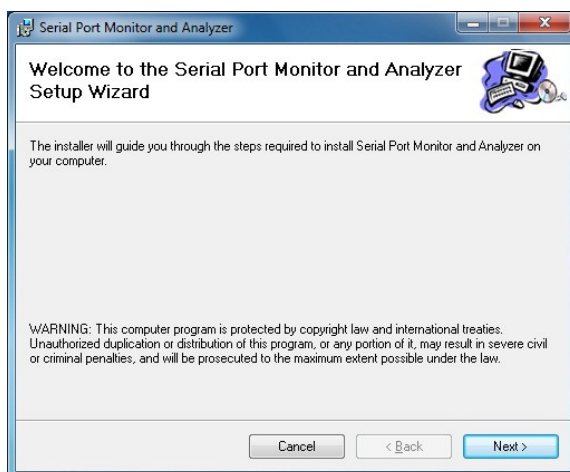 Serial Port Monitor and Analyzer
Welcome to the Serial Port Monitor and Analyzer
Setup Wizard
The installer will guide you through the steps required to install Serial Port Monitor and Analyzer on
your computer.
WARNING: This computer program is protected by copyright law and international treaties.
Unauthorized duplication or distribution of this program, or any portion of it, may result in severe civil
or criminal penalties, and will be prosecuted to the maximum extent possible under the law.
Cancel
< Back
Next >